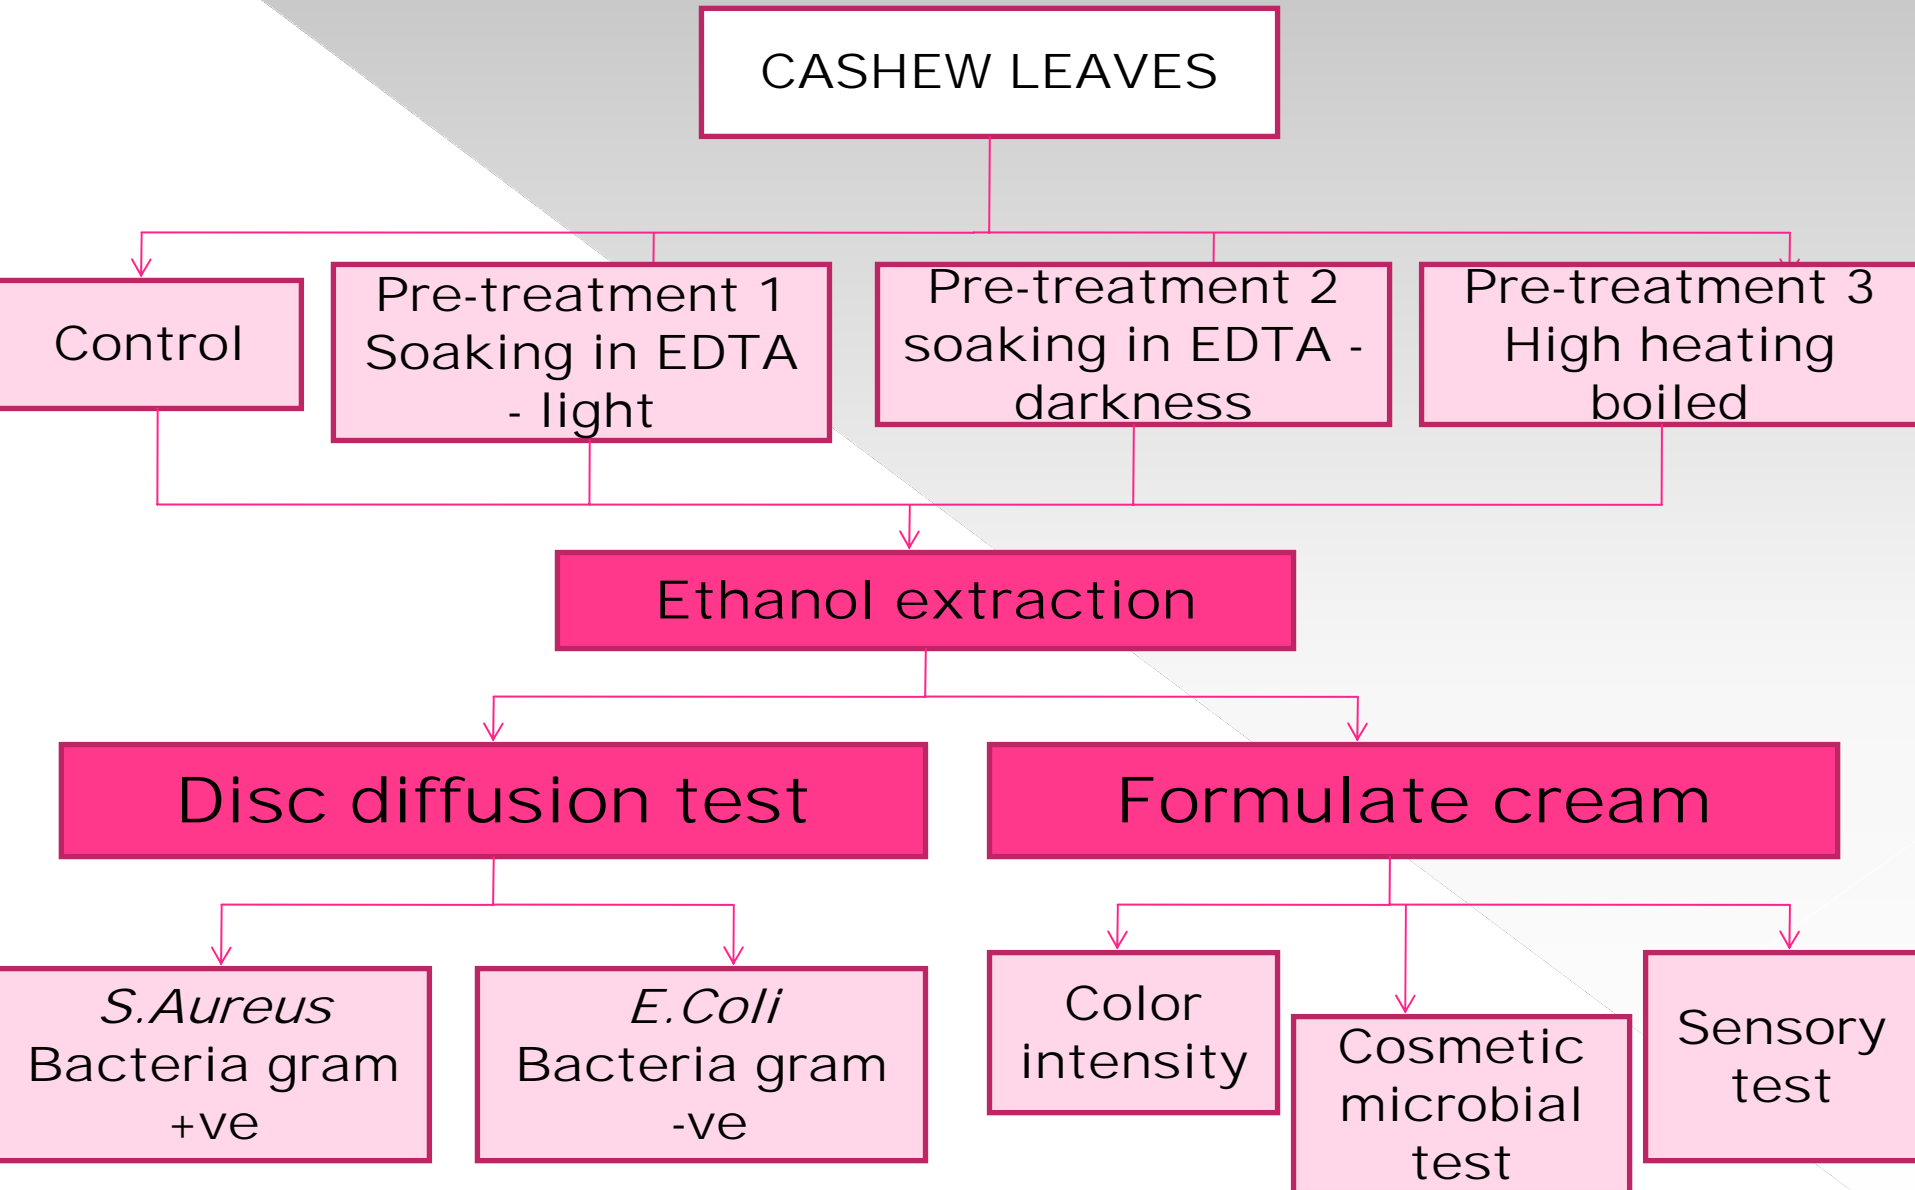 CASHEW LEAVES
Control
Pre-treatment 1
Soaking in EDTA
- light
Pre-treatment 2
soaking in EDTA -
darkness
Pre-treatment 3
High heating
boiled
Ethanol extraction
Disc diffusion test
Formulate cream
S.Aureus
Bacteria gram
+ve
E.Coli
Bacteria gram
-ve
Color
intensity
Cosmetic
microbial
test
Sensory
test